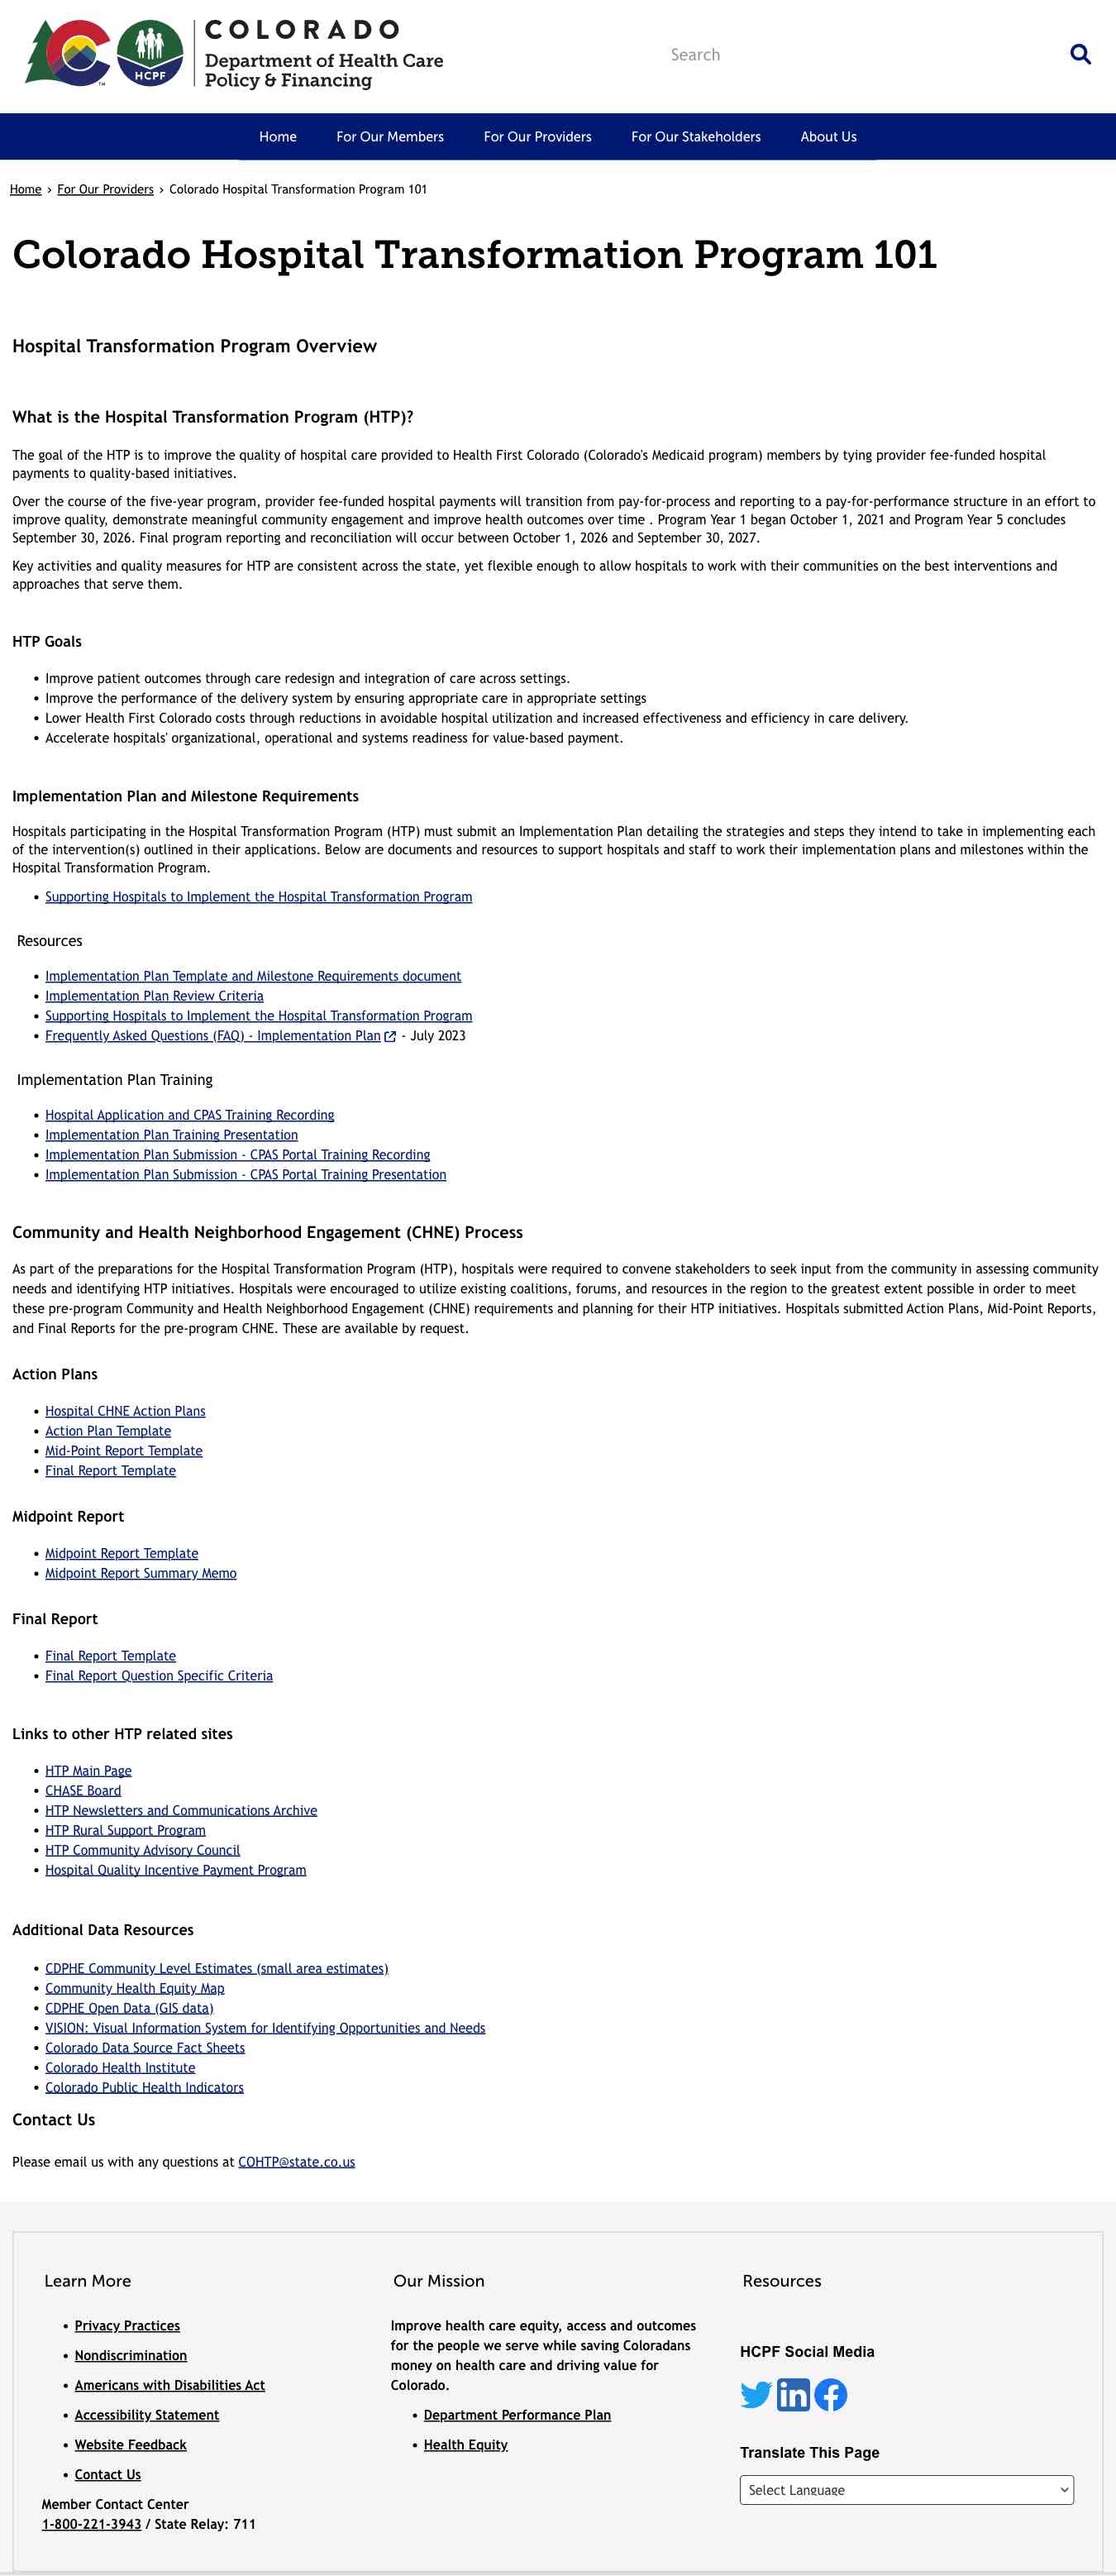 COLORADO
Department of Health Care
Policy & Financing
HCPF
TM
Search
Home
For Our Members
For Our Providers
For Our Stakeholders
About Us
Home › For Our Providers › Colorado Hospital Transformation Program 101
Colorado Hospital Transformation Program 101
Hospital Transformation Program Overview
What is the Hospital Transformation Program (HTP)?
The goal of the HTP is to improve the quality of hospital care provided to Health First Colorado (Colorado's Medicaid program) members by tying provider fee-funded hospital
payments to quality-based initiatives.
Over the course of the five-year program, provider fee-funded hospital payments will transition from pay-for-process and reporting to a pay-for-performance structure in an effort to
improve quality, demonstrate meaningful community engagement and improve health outcomes over time . Program Year 1 began October 1, 2021 and Program Year 5 concludes
September 30, 2026. Final program reporting and reconciliation will occur between October 1, 2026 and September 30, 2027.
Key activities and quality measures for HTP are consistent across the state, yet flexible enough to allow hospitals to work with their communities on the best interventions and
approaches that serve them.
HTP Goals
• Improve patient outcomes through care redesign and integration of care across settings.
• Improve the performance of the delivery system by ensuring appropriate care in appropriate settings
• Lower Health First Colorado costs through reductions in avoidable hospital utilization and increased effectiveness and efficiency in care delivery.
• Accelerate hospitals' organizational, operational and systems readiness for value-based payment.
Implementation Plan and Milestone Requirements
Hospitals participating in the Hospital Transformation Program (HTP) must submit an Implementation Plan detailing the strategies and steps they intend to take in implementing each
of the intervention(s) outlined in their applications. Below are documents and resources to support hospitals and staff to work their implementation plans and milestones within the
Hospital Transformation Program.
• Supporting Hospitals to Implement the Hospital Transformation Program
Resources
• Implementation Plan Template and Milestone Requirements document
• Implementation Plan Review Criteria
• Supporting Hospitals to Implement the Hospital Transformation Program
• Frequently Asked Questions (FAQ) - Implementation Plan - July 2023
Implementation Plan Training
• Hospital Application and CPAS Training Recording
• Implementation Plan Training Presentation
• Implementation Plan Submission - CPAS Portal Training Recording
• Implementation Plan Submission - CPAS Portal Training Presentation
Community and Health Neighborhood Engagement (CHNE) Process
As part of the preparations for the Hospital Transformation Program (HTP), hospitals were required to convene stakeholders to seek input from the community in assessing community
needs and identifying HTP initiatives. Hospitals were encouraged to utilize existing coalitions, forums, and resources in the region to the greatest extent possible in order to meet
these pre-program Community and Health Neighborhood Engagement (CHNE) requirements and planning for their HTP initiatives. Hospitals submitted Action Plans, Mid-Point Reports,
and Final Reports for the pre-program CHNE. These are available by request.
Action Plans
• Hospital CHNE Action Plans
• Action Plan Template
• Mid-Point Report Template
• Final Report Template
Midpoint Report
• Midpoint Report Template
• Midpoint Report Summary Memo
Final Report
• Final Report Template
• Final Report Question Specific Criteria
Links to other HTP related sites
• HTP Main Page
• CHASE Board
• HTP Newsletters and Communications Archive
• HTP Rural Support Program
• HTP Community Advisory Council
• Hospital Quality Incentive Payment Program
Additional Data Resources
• CDPHE Community Level Estimates (small area estimates)
• Community Health Equity Map
• CDPHE Open Data (GIS data)
• VISION: Visual Information System for Identifying Opportunities and Needs
• Colorado Data Source Fact Sheets
• Colorado Health Institute
• Colorado Public Health Indicators
Contact Us
Please email us with any questions at COHTP@state.co.us
Learn More
• Privacy Practices
• Nondiscrimination
• Americans with Disabilities Act
• Accessibility Statement
• Website Feedback
• Contact Us
Member Contact Center
1-800-221-3943 / State Relay: 711
Our Mission
Improve health care equity, access and outcomes
for the people we serve while saving Coloradans
money on health care and driving value for
Colorado.
• Department Performance Plan
• Health Equity
Resources
HCPF Social Media
Translate This Page
Select Language